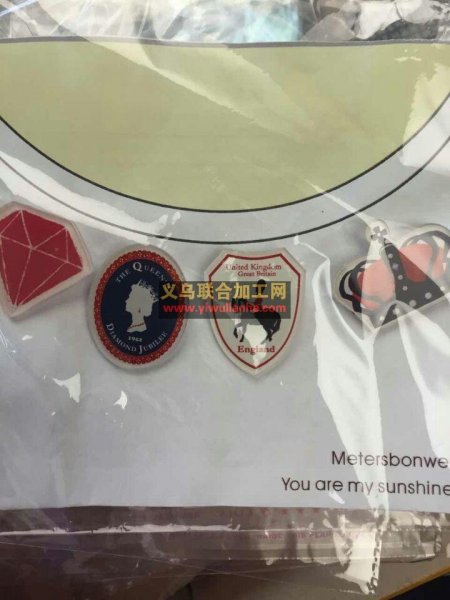 THE QUEEN'S
1952
DIAMOND JUBILEE
United Kingdom
Great Britain
England
义乌联合加工网
www.yiwulianhe.com
Metersbonwe
You are my sunshine